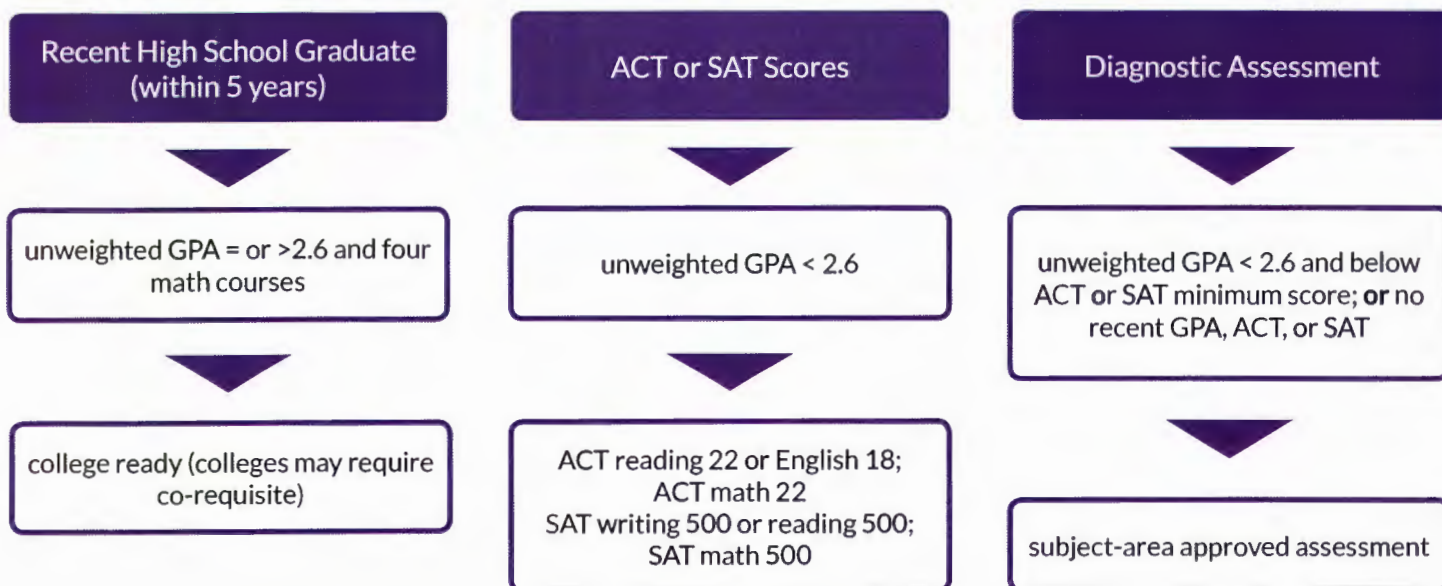 Recent High School Graduate
(within 5 years)
unweighted GPA = or >2.6 and four
math courses
college ready (colleges may require
co-requisite)
ACT or SAT Scores
unweighted GPA < 2.6
ACT reading 22 or English 18;
ACT math 22
SAT writing 500 or reading 500;
SAT math 500
Diagnostic Assessment
unweighted GPA < 2.6 and below
ACT or SAT minimum score; or no
recent GPA, ACT, or SAT
subject-area approved assessment